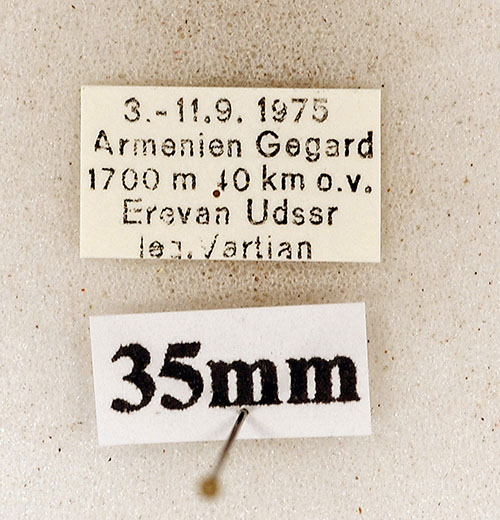 3.-11.9. 1975
Armenien Gegard
1700 m 40 km o.v.
Erevan Udssr
leg. Vartian
35mm